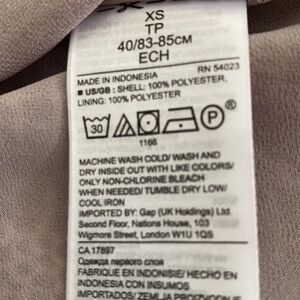 XS
TP
40/83-85см
ECH
MADE IN INDONESIA RN 54023
■ US/GB : SHELL: 100% POLYESTER.
LINING: 100% POLYESTER
30 P ®
1166
MACHINE WASH COLD/ WASH AND
DRY INSIDE OUT WITH LIKE COLORS/
ONLY NON-CHLORINE BLEACH
WHEN NEEDED/ TUMBLE DRY LOW/
COOL IRON
IMPORTED BY: Gap (UK Holdings) Ltd.
Second Floor, Nations House, 103
Wigmore Street, London W1U 1QS
CA 17897
Одежда первого слоя
FABRIQUE EN INDONISIE/ HECHO EN
INDONESIA CON INSUMOS
IMPORTADOS/ ZEMLJA PROIZVODNJE